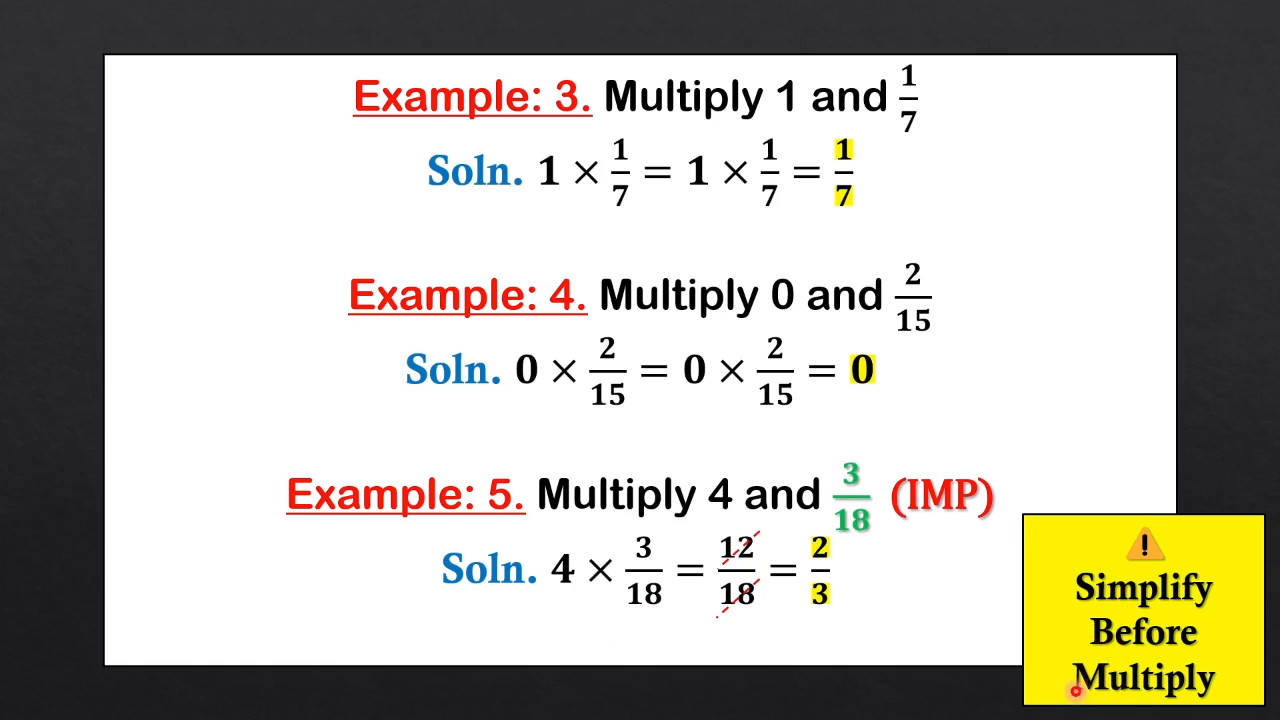 Example: 3. Multiply 1 and 1/7
Soln. 1 × 1/7 = 1 × 1/7 = 1/7
Example: 4. Multiply 0 and 2/15
Soln. 0 × 2/15 = 0 × 2/15 = 0
Example: 5. Multiply 4 and 3/18 (IMP)
Soln. 4 × 3/18 = 12/18 = 2/3
⚠️
Simplify
Before
Multiply